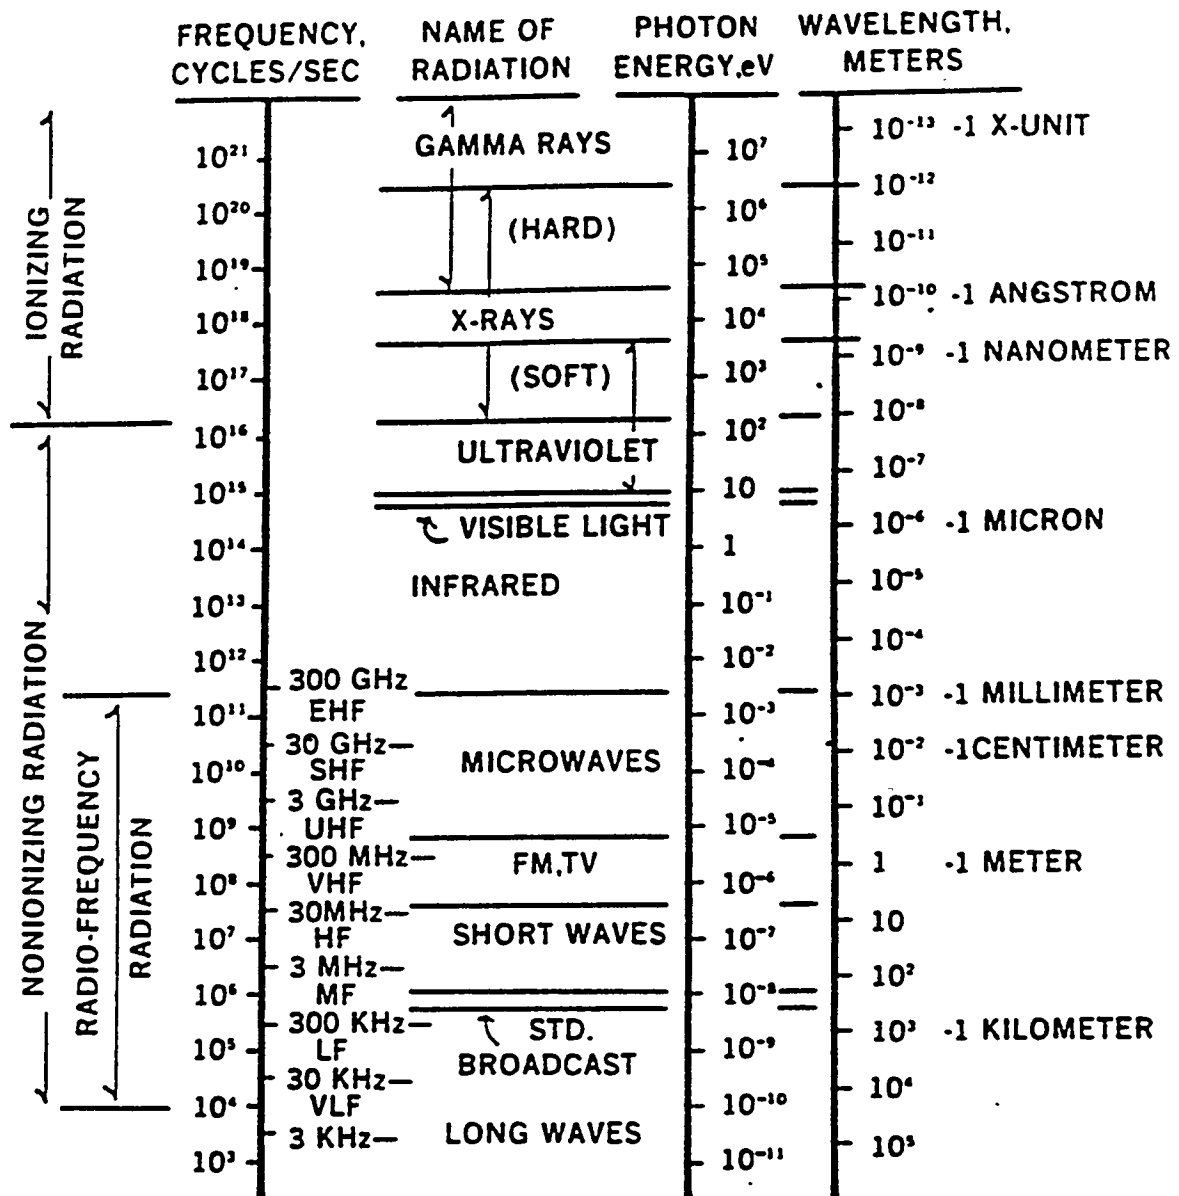 FREQUENCY, CYCLES/SEC
NAME OF RADIATION
PHOTON ENERGY,eV
WAVELENGTH, METERS
IONIZING RADIATION
NONIONIZING RADIATION
RADIO-FREQUENCY RADIATION
10²¹
10²⁰
10¹⁹
10¹⁸
10¹⁷
10¹⁶
10¹⁵
10¹⁴
10¹³
10¹²
300 GHz
10¹¹
EHF
30 GHz
10¹⁰
SHF
3 GHz
10⁹
UHF
300 MHz
10⁸
VHF
30MHz
10⁷
HF
3 MHz
10⁶
MF
300 KHz
10⁵
LF
30 KHz
10⁴
VLF
3 KHz
10³
GAMMA RAYS
(HARD)
X-RAYS
(SOFT)
ULTRAVIOLET
VISIBLE LIGHT
INFRARED
MICROWAVES
FM,TV
SHORT WAVES
STD.
BROADCAST
LONG WAVES
10⁷
10⁶
10⁵
10⁴
10³
10²
10
1
10⁻¹
10⁻²
10⁻³
10⁻⁴
10⁻⁵
10⁻⁶
10⁻⁷
10⁻⁸
10⁻⁹
10⁻¹⁰
10⁻¹¹
10⁻¹³ -1 X-UNIT
10⁻¹²
10⁻¹¹
10⁻¹⁰ -1 ANGSTROM
10⁻⁹ -1 NANOMETER
10⁻⁸
10⁻⁷
10⁻⁶ -1 MICRON
10⁻⁵
10⁻⁴
10⁻³ -1 MILLIMETER
10⁻² -1CENTIMETER
10⁻¹
1 -1 METER
10
10²
10³ -1 KILOMETER
10⁴
10⁵